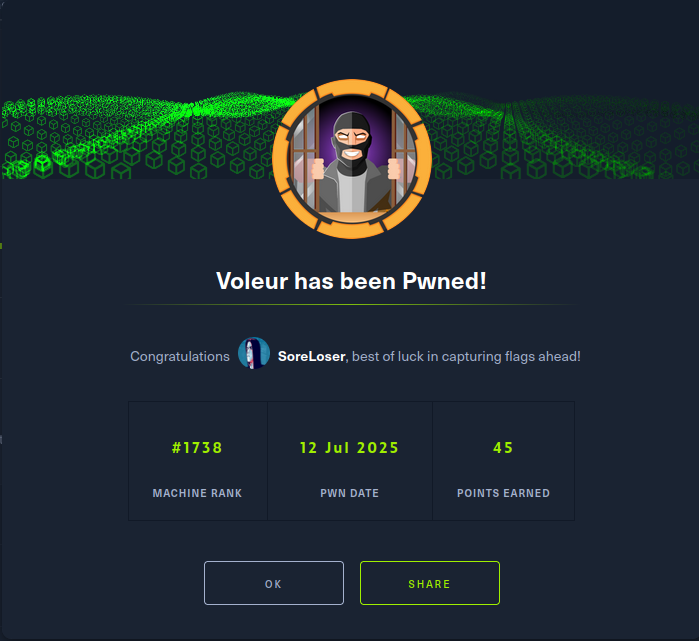 Voleur has been Pwned!
Congratulations SoreLoser, best of luck in capturing flags ahead!
#1738 12 Jul 2025 45
MACHINE RANK PWN DATE POINTS EARNED
OK SHARE